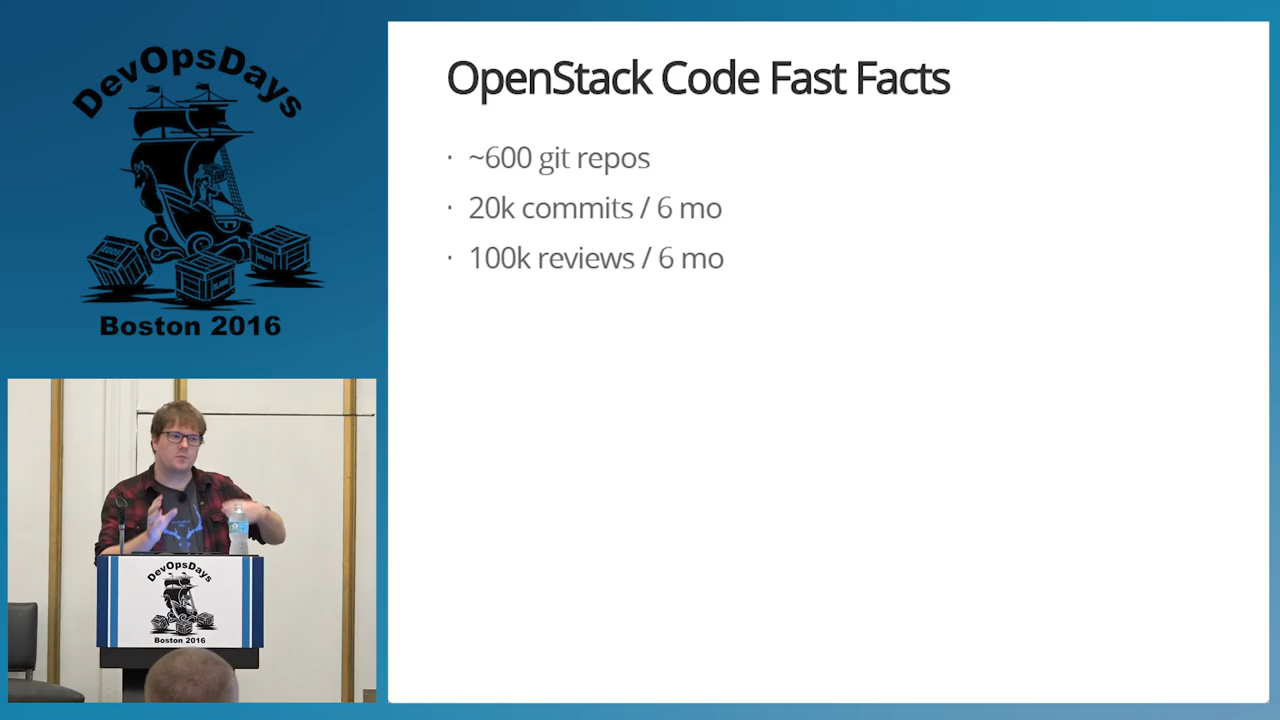 DevOpsDays
Boston 2016
OpenStack Code Fast Facts
· ~600 git repos
· 20k commits / 6 mo
· 100k reviews / 6 mo
DevOpsDays
Boston 2016